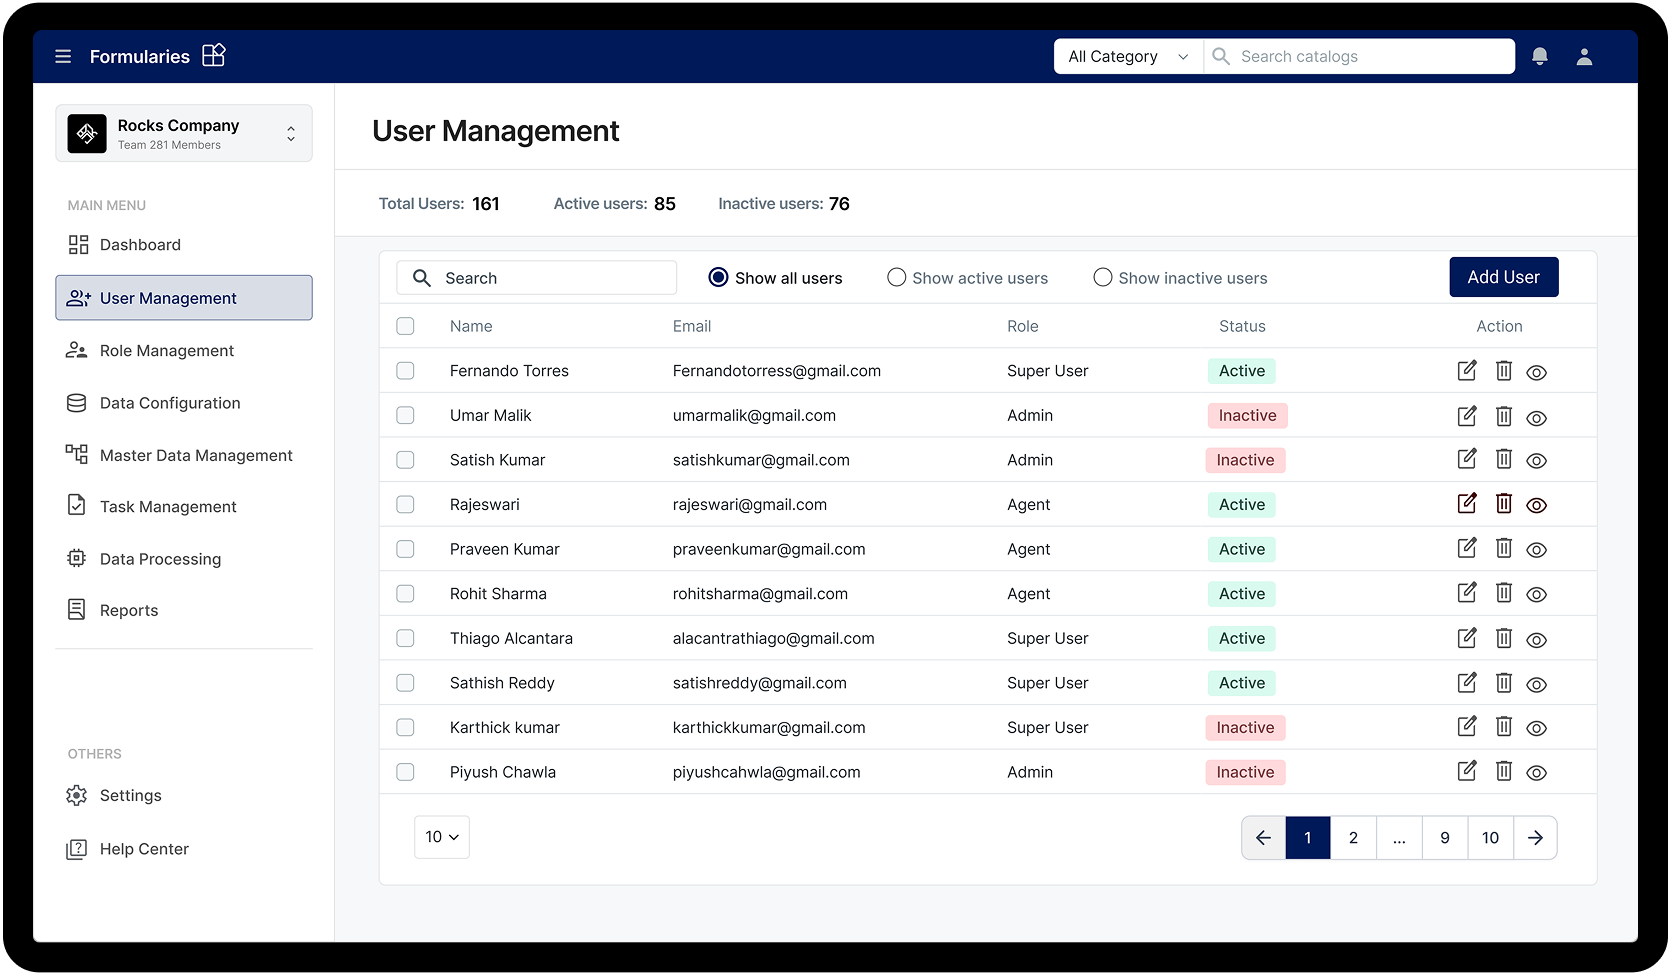 Formularies
All Category
Search catalogs
Rocks Company
Team 281 Members
MAIN MENU
Dashboard
User Management
Role Management
Data Configuration
Master Data Management
Task Management
Data Processing
Reports
OTHERS
Settings
Help Center
User Management
Total Users: 161 Active users: 85 Inactive users: 76
Search Show all users Show active users Show inactive users Add User
Name Email Role Status Action
Fernando Torres Fernandotorress@gmail.com Super User Active
Umar Malik umarmalik@gmail.com Admin Inactive
Satish Kumar satishkumar@gmail.com Admin Inactive
Rajeswari rajeswari@gmail.com Agent Active
Praveen Kumar praveenkumar@gmail.com Agent Active
Rohit Sharma rohitsharma@gmail.com Agent Active
Thiago Alcantara alacantrathiago@gmail.com Super User Active
Sathish Reddy satishreddy@gmail.com Super User Active
Karthick kumar karthickkumar@gmail.com Super User Inactive
Piyush Chawla piyushcahwla@gmail.com Admin Inactive
10 1 2 ... 9 10